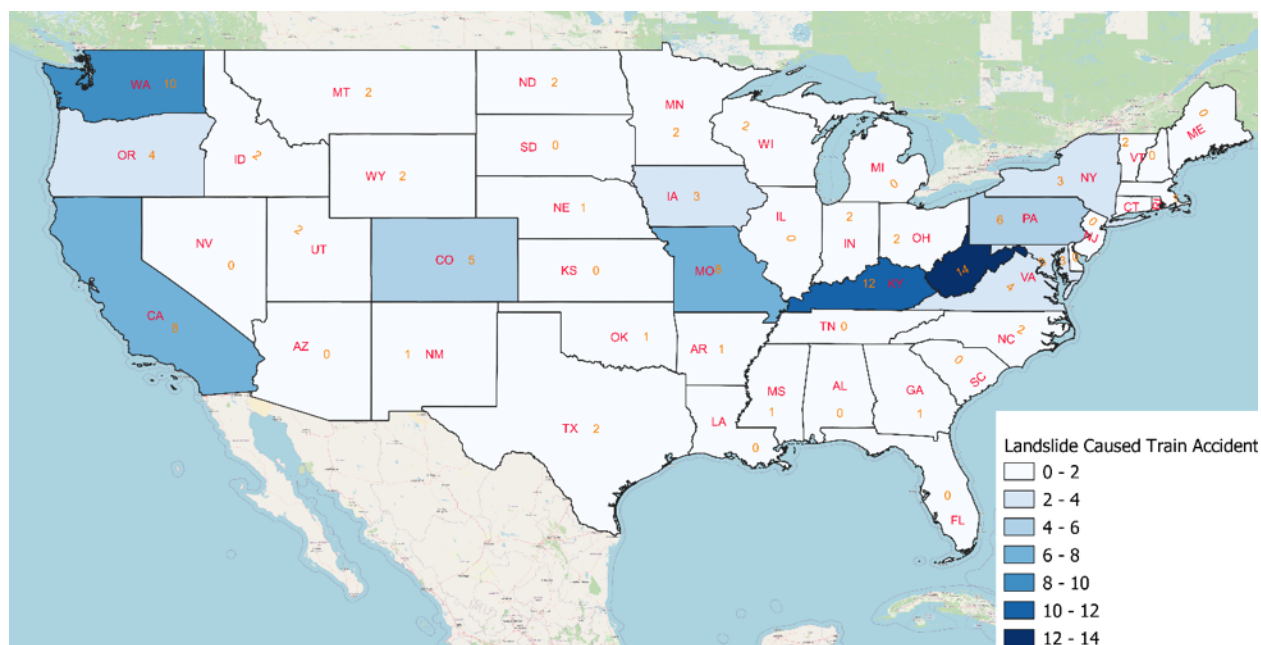 WA 10
MT 2
ND 2
MN
2
OR 4
ID 2
WY 2
SD 0
2
WI
MI
0
ME 0
2
VT 0
3 NY
NE 1
IA 3
IL
0
2
IN
2 OH
6 PA
CT
0
NJ
NV
0
2
UT
CO 5
KS 0
MO
14
12 KY
VA
4
CA
8
AZ
0
1 NM
OK 1
AR 1
TN 0
NC 2
0
SC
TX 2
LA
0
MS
1
AL
0
GA
1
0
FL
Landslide Caused Train Accident
0 - 2
2 - 4
4 - 6
6 - 8
8 - 10
10 - 12
12 - 14